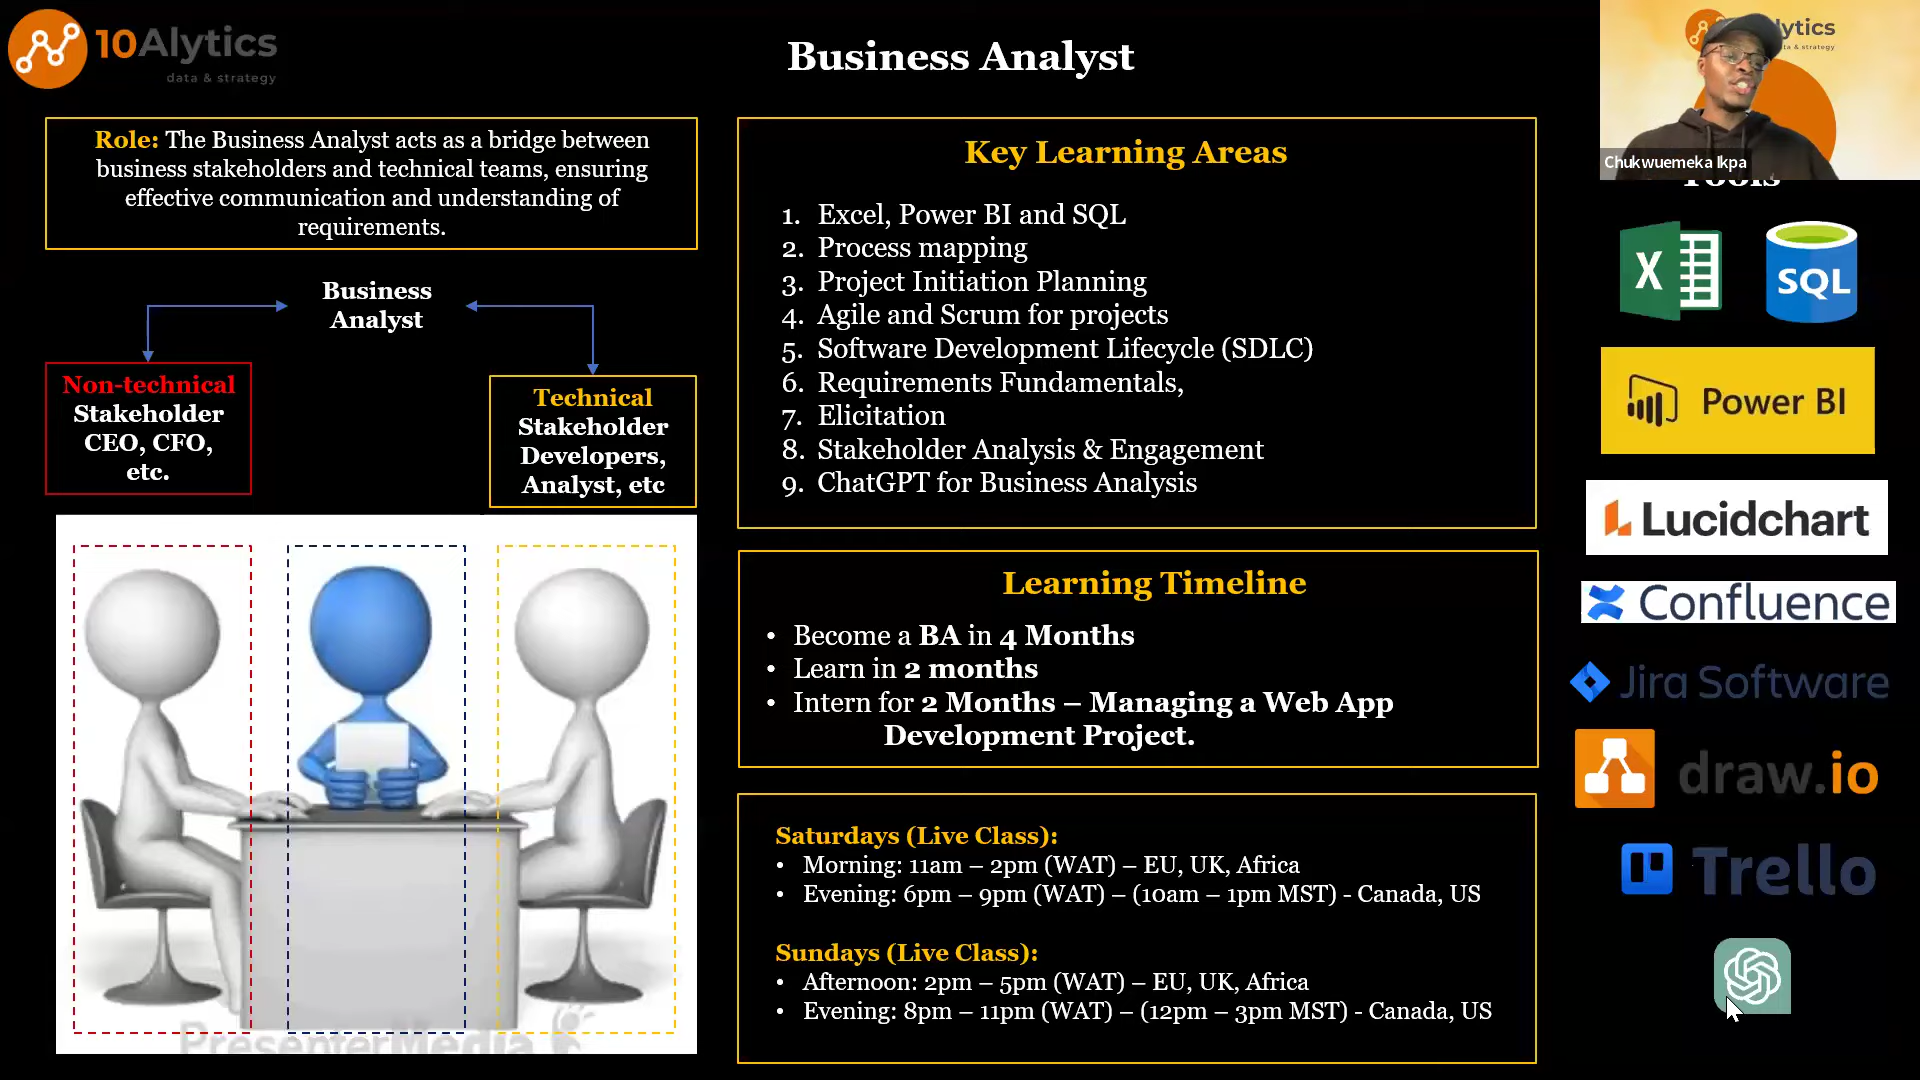 10Alytics
data & strategy
Business Analyst
lytics
ta & strategy
Chukwuemeka Ikpa
Role: The Business Analyst acts as a bridge between
business stakeholders and technical teams, ensuring
effective communication and understanding of
requirements.
Business
Analyst
Non-technical
Stakeholder
CEO, CFO,
etc.
Technical
Stakeholder
Developers,
Analyst, etc
PresenterMedia
Key Learning Areas
1. Excel, Power BI and SQL
2. Process mapping
3. Project Initiation Planning
4. Agile and Scrum for projects
5. Software Development Lifecycle (SDLC)
6. Requirements Fundamentals,
7. Elicitation
8. Stakeholder Analysis & Engagement
9. ChatGPT for Business Analysis
Learning Timeline
• Become a BA in 4 Months
• Learn in 2 months
• Intern for 2 Months – Managing a Web App
Development Project.
Saturdays (Live Class):
• Morning: 11am – 2pm (WAT) – EU, UK, Africa
• Evening: 6pm – 9pm (WAT) – (10am – 1pm MST) - Canada, US
Sundays (Live Class):
• Afternoon: 2pm – 5pm (WAT) – EU, UK, Africa
• Evening: 8pm – 11pm (WAT) – (12pm – 3pm MST) - Canada, US
Tools
X
SQL
Power BI
Lucidchart
Confluence
Jira Software
draw.io
Trello